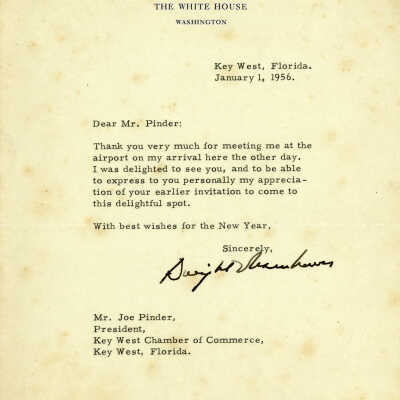 THE WHITE HOUSE
WASHINGTON
Key West, Florida.
January 1, 1956.
Dear Mr. Pinder:
Thank you very much for meeting me at the
airport on my arrival here the other day.
I was delighted to see you, and to be able
to express to you personally my apprecia-
tion of your earlier invitation to come to
this delightful spot.
With best wishes for the New Year,
Sincerely,
Dwight Eisenhower
Mr. Joe Pinder,
President,
Key West Chamber of Commerce,
Key West, Florida.